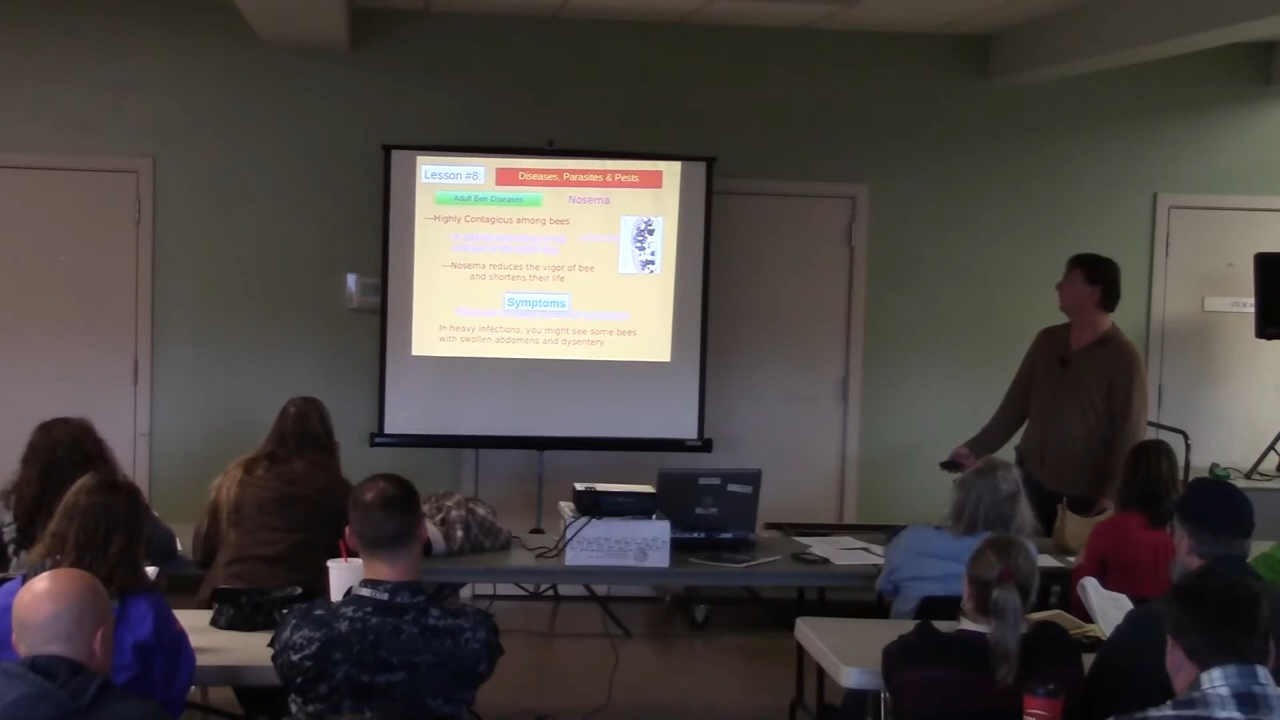 Lesson #8:
Diseases, Parasites & Pests
Adult Bee Diseases
Nosema
—Highly Contagious among bees.
—Nosema reduces the vigor of bee
and shortens their life.
Symptoms
In heavy infections, you might see some bees
with swollen abdomens and dysentery